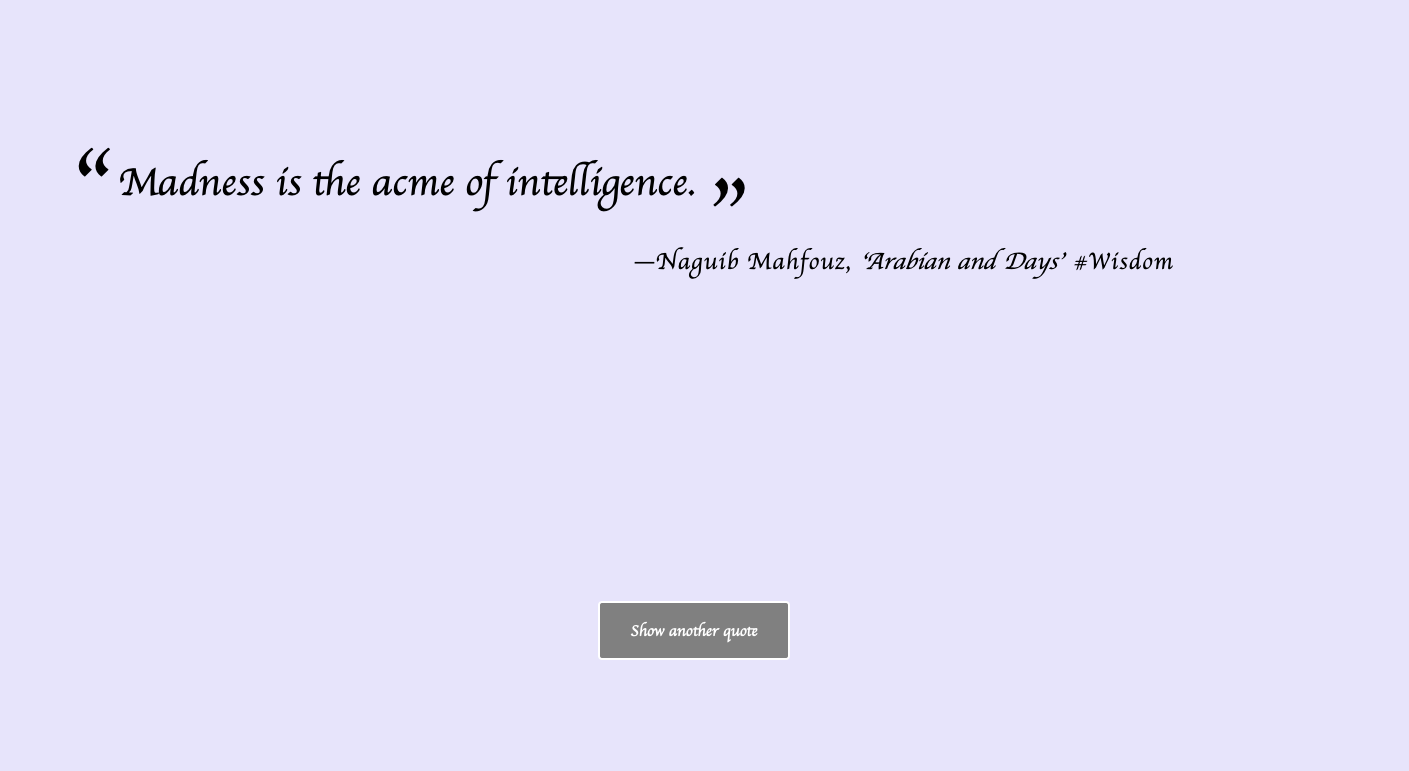 “Madness is the acme of intelligence.”
—Naguib Mahfouz, ‘Arabian and Days’ #Wisdom
Show another quote